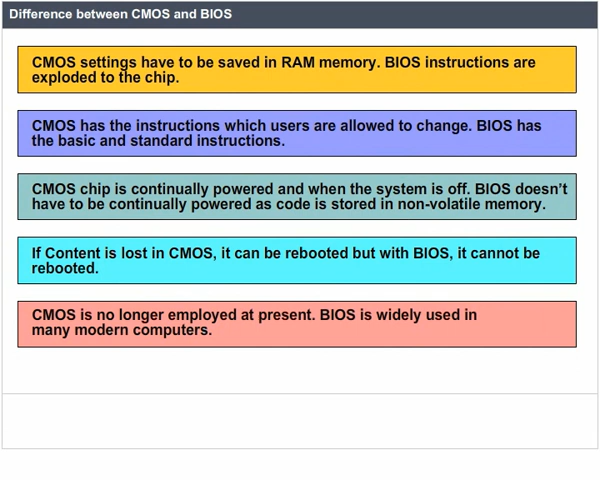 Difference between CMOS and BIOS
CMOS settings have to be saved in RAM memory. BIOS instructions are
exploded to the chip.
CMOS has the instructions which users are allowed to change. BIOS has
the basic and standard instructions.
CMOS chip is continually powered and when the system is off. BIOS doesn't
have to be continually powered as code is stored in non-volatile memory.
If Content is lost in CMOS, it can be rebooted but with BIOS, it cannot be
rebooted.
CMOS is no longer employed at present. BIOS is widely used in
many modern computers.